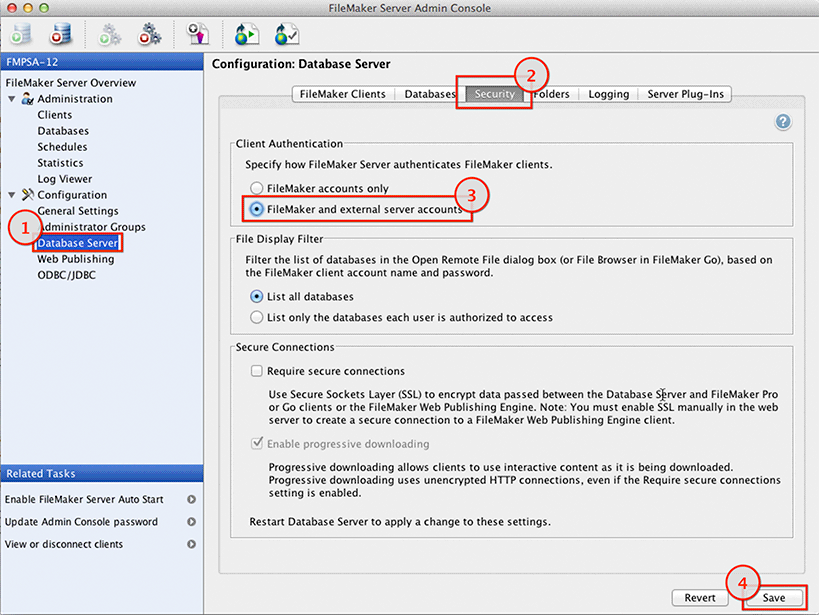 FileMaker Server Admin Console
FMPSA-12
FileMaker Server Overview
Administration
Clients
Databases
Schedules
Statistics
Log Viewer
Configuration
General Settings
1
Administrator Groups
Database Server
Web Publishing
ODBC/JDBC
Related Tasks
Enable FileMaker Server Auto Start
Update Admin Console password
View or disconnect clients
Configuration: Database Server
2
FileMaker Clients
Databases
Security
Folders
Logging
Server Plug-Ins
?
Client Authentication
Specify how FileMaker Server authenticates FileMaker clients.
FileMaker accounts only
3
FileMaker and external server accounts
File Display Filter
Filter the list of databases in the Open Remote File dialog box (or File Browser in FileMaker Go), based on
the FileMaker client account name and password.
List all databases
List only the databases each user is authorized to access
Secure Connections
Require secure connections
Use Secure Sockets Layer (SSL) to encrypt data passed between the Database Server and FileMaker Pro
or Go clients or the FileMaker Web Publishing Engine. Note: You must enable SSL manually in the web
server to create a secure connection to a FileMaker Web Publishing Engine client.
Enable progressive downloading
Progressive downloading allows clients to use interactive content as it is being downloaded.
Progressive downloading uses unencrypted HTTP connections, even if the Require secure connections
setting is enabled.
Restart Database Server to apply a change to these settings.
4
Revert
Save